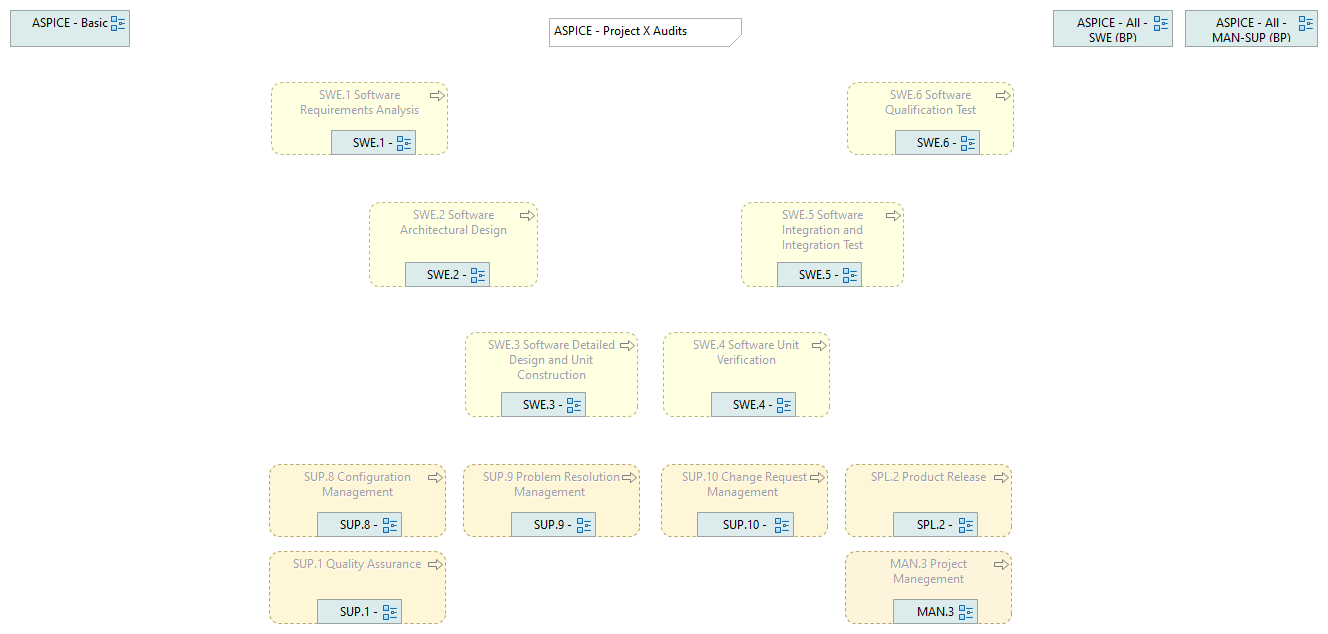 ASPICE - Basic
ASPICE - Project X Audits
ASPICE - All -
SWE (BP)
ASPICE - All -
MAN-SUP (BP)
SWE.1 Software
Requirements Analysis
SWE.1 -
SWE.6 Software
Qualification Test
SWE.6 -
SWE.2 Software
Architectural Design
SWE.2 -
SWE.5 Software
Integration and
Integration Test
SWE.5 -
SWE.3 Software Detailed
Design and Unit
Construction
SWE.3 -
SWE.4 Software Unit
Verification
SWE.4 -
SUP.8 Configuration
Management
SUP.8 -
SUP.9 Problem Resolution
Management
SUP.9 -
SUP.10 Change Request
Management
SUP.10 -
SPL.2 Product Release
SPL.2 -
SUP.1 Quality Assurance
SUP.1 -
MAN.3 Project
Manegement
MAN.3